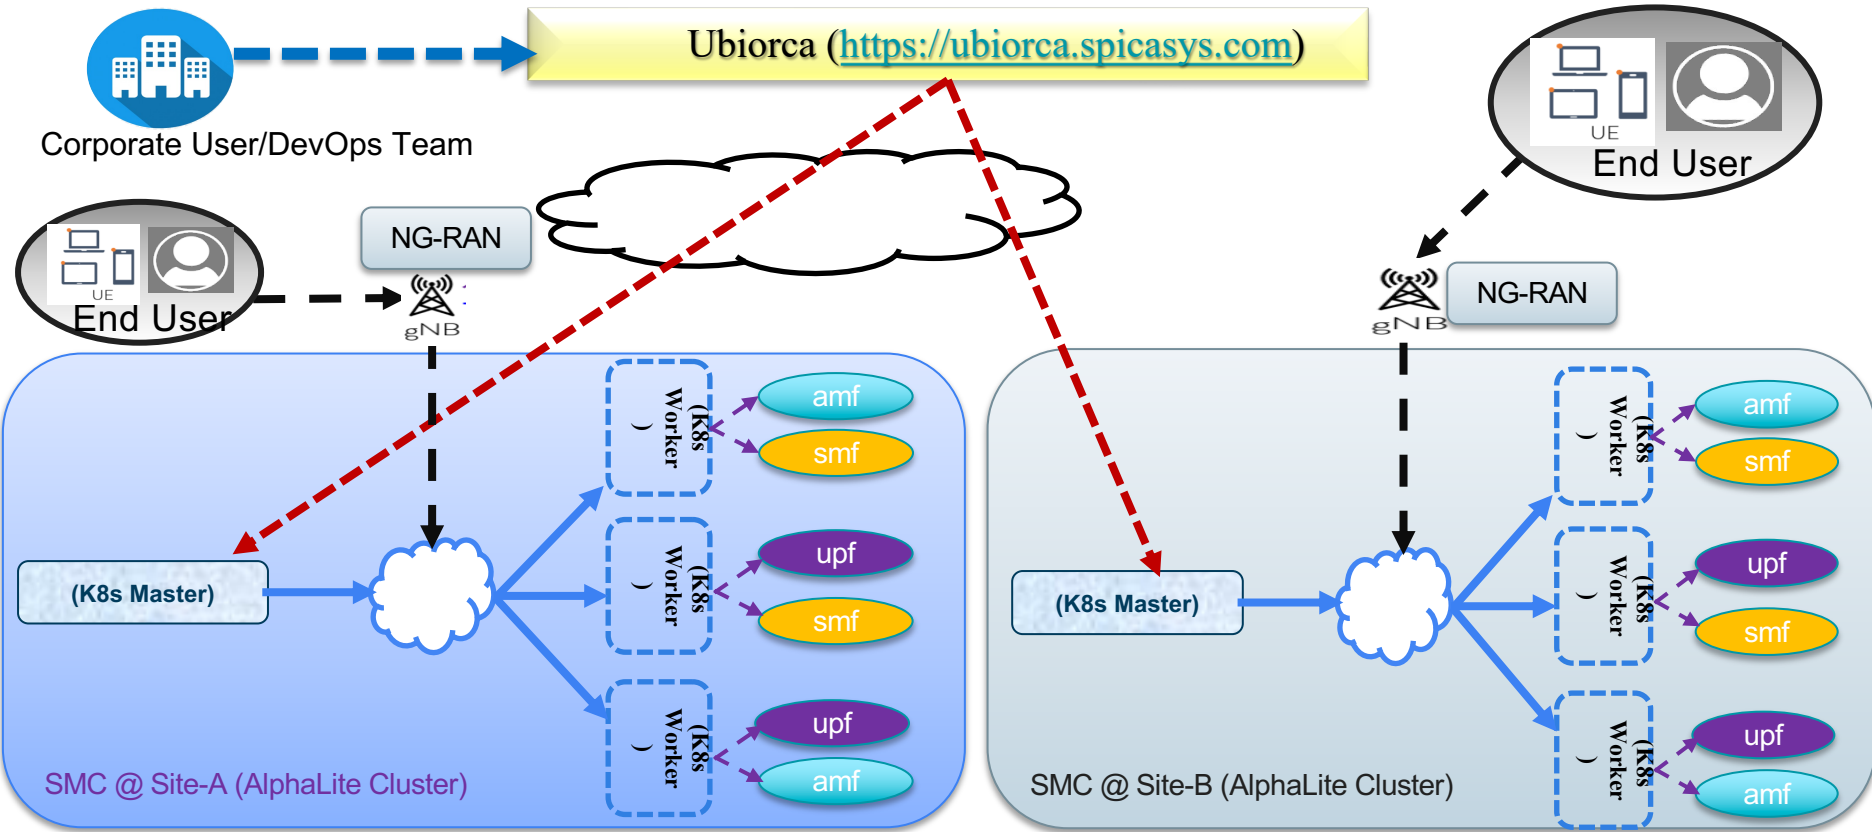 Ubiorca (https://ubiorca.spicasys.com)
Corporate User/DevOps Team
UE
End User
NG-RAN
gNB
UE
End User
NG-RAN
gNB
(K8s Master)
(K8s
Worker
)
amf
smf
(K8s
Worker
)
upf
smf
(K8s
Worker
)
upf
amf
SMC @ Site-A (AlphaLite Cluster)
(K8s Master)
(K8s
Worker
)
amf
smf
(K8s
Worker
)
upf
smf
(K8s
Worker
)
upf
amf
SMC @ Site-B (AlphaLite Cluster)